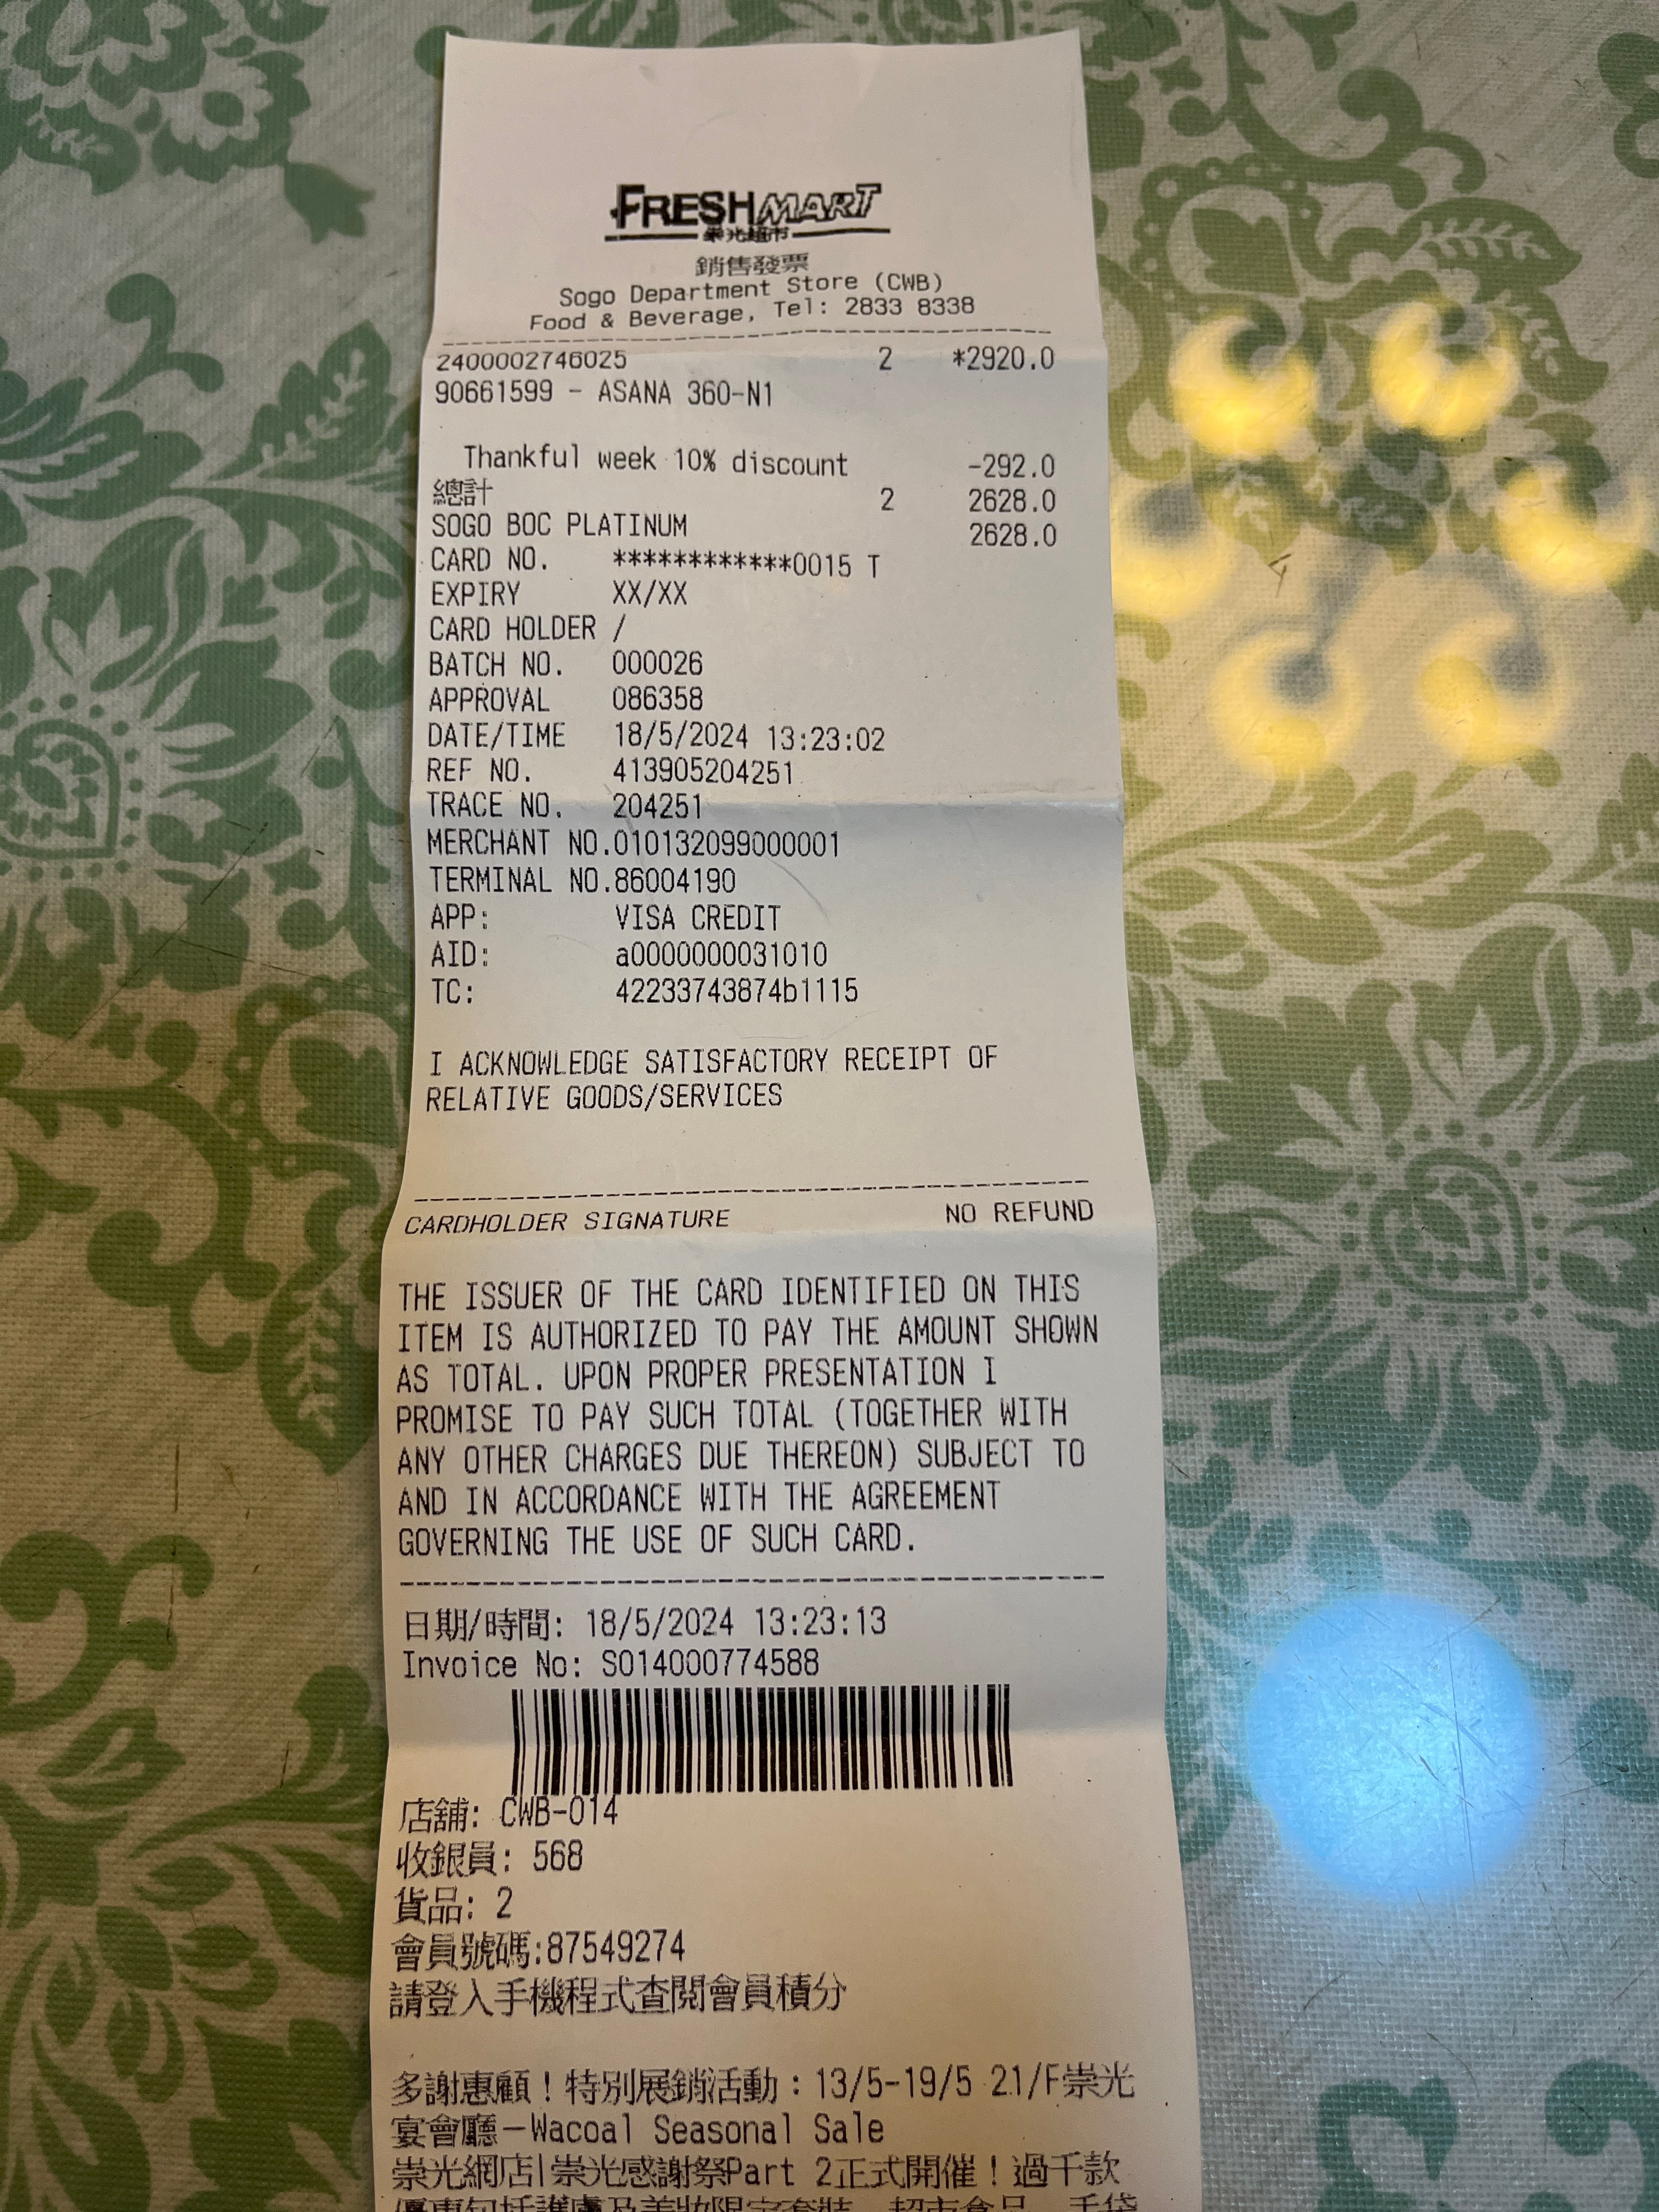 FRESHMART
崇光超市
銷售發票
Sogo Department Store (CWB)
Food & Beverage, Tel: 2833 8338
2400002746025 2 *2920.0
90661599 - ASANA 360-N1
Thankful week 10% discount -292.0
總計 2 2628.0
SOGO BOC PLATINUM 2628.0
CARD NO. ************0015 T
EXPIRY XX/XX
CARD HOLDER /
BATCH NO. 000026
APPROVAL 086358
DATE/TIME 18/5/2024 13:23:02
REF NO. 413905204251
TRACE NO. 204251
MERCHANT NO.010132099000001
TERMINAL NO.86004190
APP: VISA CREDIT
AID: a0000000031010
TC: 42233743874b1115
I ACKNOWLEDGE SATISFACTORY RECEIPT OF
RELATIVE GOODS/SERVICES
CARDHOLDER SIGNATURE NO REFUND
THE ISSUER OF THE CARD IDENTIFIED ON THIS
ITEM IS AUTHORIZED TO PAY THE AMOUNT SHOWN
AS TOTAL. UPON PROPER PRESENTATION I
PROMISE TO PAY SUCH TOTAL (TOGETHER WITH
ANY OTHER CHARGES DUE THEREON) SUBJECT TO
AND IN ACCORDANCE WITH THE AGREEMENT
GOVERNING THE USE OF SUCH CARD.
日期/時間: 18/5/2024 13:23:13
Invoice No: S014000774588
店舖: CWB-014
收銀員: 568
貨品: 2
會員號碼:87549274
請登入手機程式查閱會員積分
多謝惠顧！特別展銷活動：13/5-19/5 21/F崇光
宴會廳－Wacoal Seasonal Sale
崇光網店|崇光感謝祭Part 2正式開催！過千款